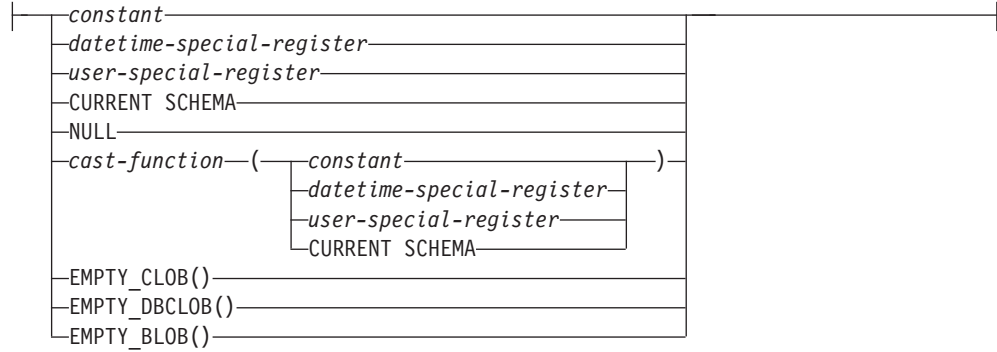 constant
datetime-special-register
user-special-register
CURRENT SCHEMA
NULL
cast-function ( constant )
datetime-special-register
user-special-register
CURRENT SCHEMA
EMPTY_CLOB()
EMPTY_DBCLOB()
EMPTY_BLOB()